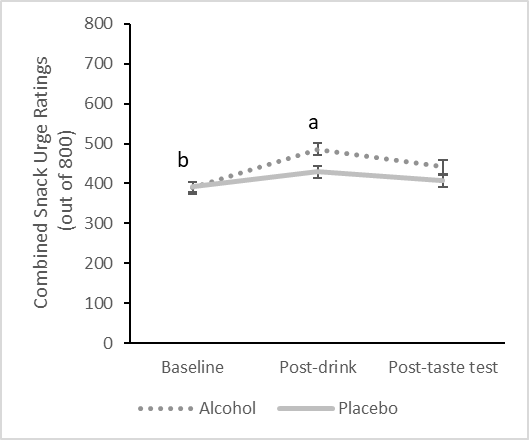 Combined Snack Urge Ratings
(out of 800)
800
700
600
500
400
300
200
100
0
b
a
Baseline
Post-drink
Post-taste test
Alcohol
Placebo